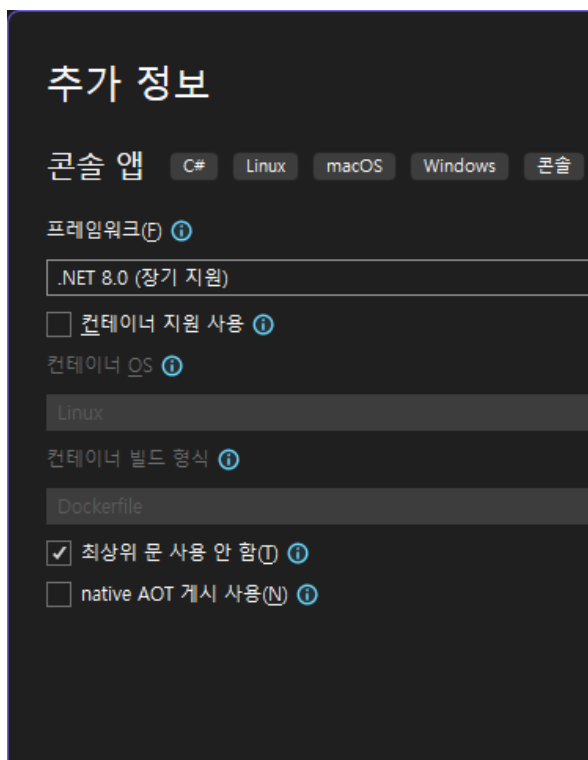 추가 정보
콘솔 앱 C# Linux macOS Windows 콘솔
프레임워크(F)
.NET 8.0 (장기 지원)
컨테이너 지원 사용
컨테이너 OS
Linux
컨테이너 빌드 형식
Dockerfile
최상위 문 사용 안 함(T)
native AOT 게시 사용(N)